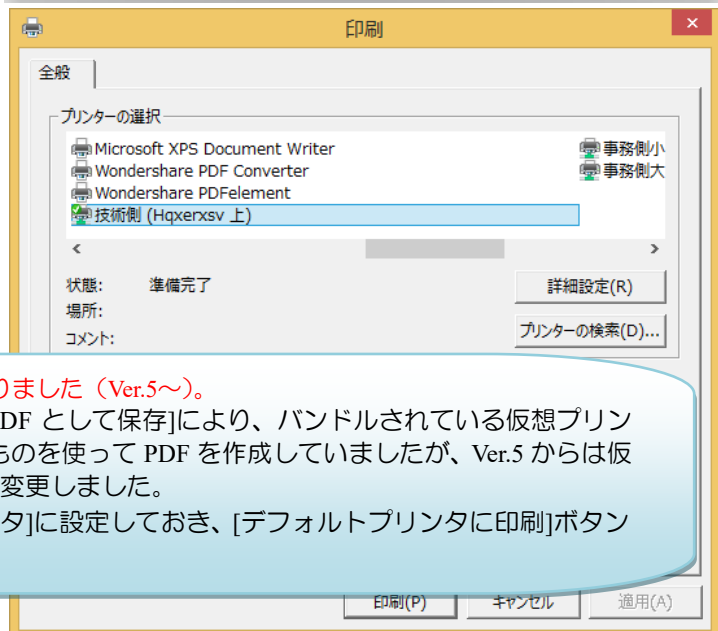 印刷
全般
プリンターの選択
Microsoft XPS Document Writer
事務側小
Wondershare PDF Converter
事務側大
Wondershare PDFelement
技術側 (Hqxerxsv 上)
状態: 準備完了
詳細設定(R)
場所:
プリンターの検索(D)...
コメント:
りました（Ver.5～）。
DF として保存]により、バンドルされている仮想プリン
ものを使って PDF を作成していましたが、Ver.5 からは仮
変更しました。
タ]に設定しておき、[デフォルトプリンタに印刷]ボタン
印刷(P)
キャンセル
適用(A)